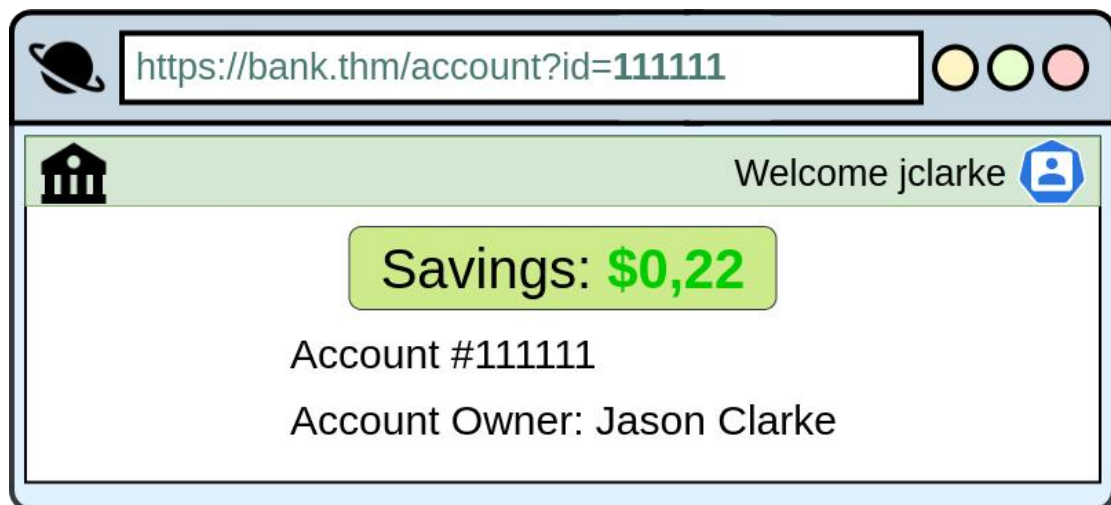 https://bank.thm/account?id=111111
Welcome jclarke
Savings: $0,22
Account #111111
Account Owner: Jason Clarke